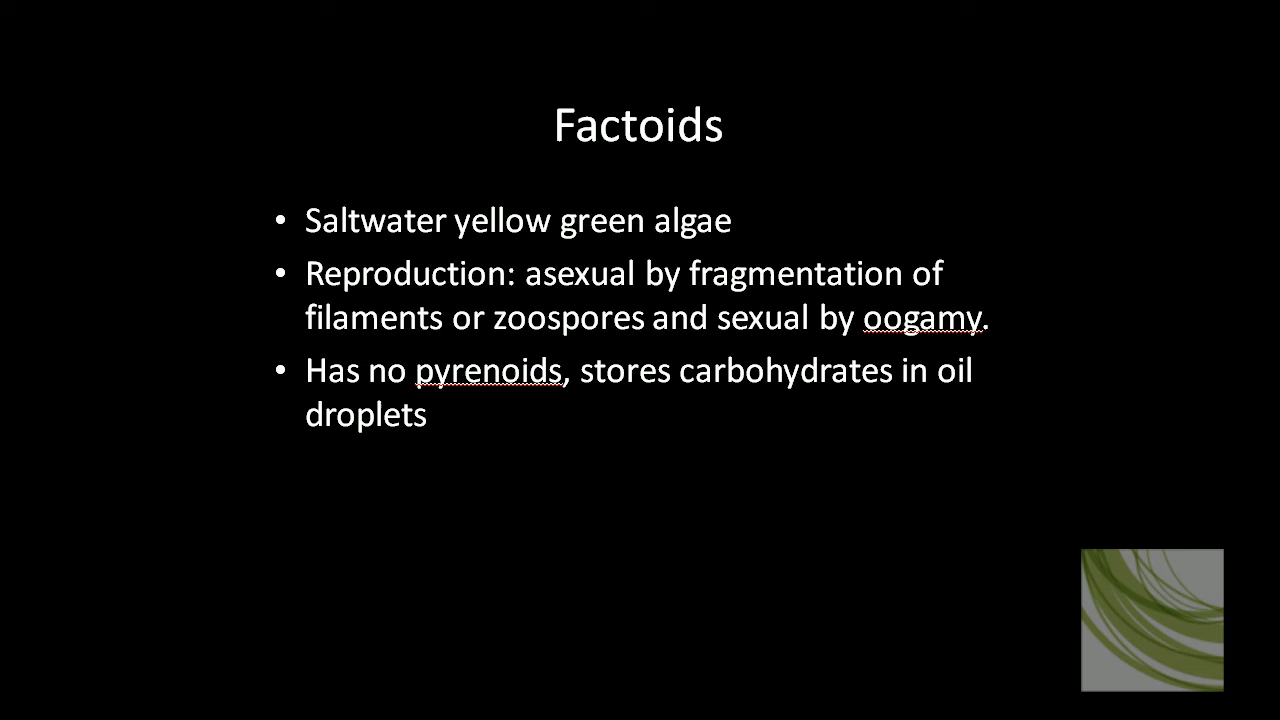 Factoids
• Saltwater yellow green algae
• Reproduction: asexual by fragmentation of
filaments or zoospores and sexual by oogamy.
• Has no pyrenoids, stores carbohydrates in oil
droplets